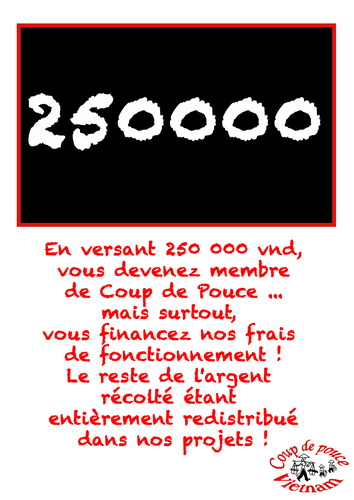 250000
En versant 250 000 vnd,
vous devenez membre
de Coup de Pouce ...
mais surtout,
vous financez nos frais
de fonctionnement !
Le reste de l'argent
récolté étant
entièrement redistribué
dans nos projets !
Coup de pouce
Vietnam